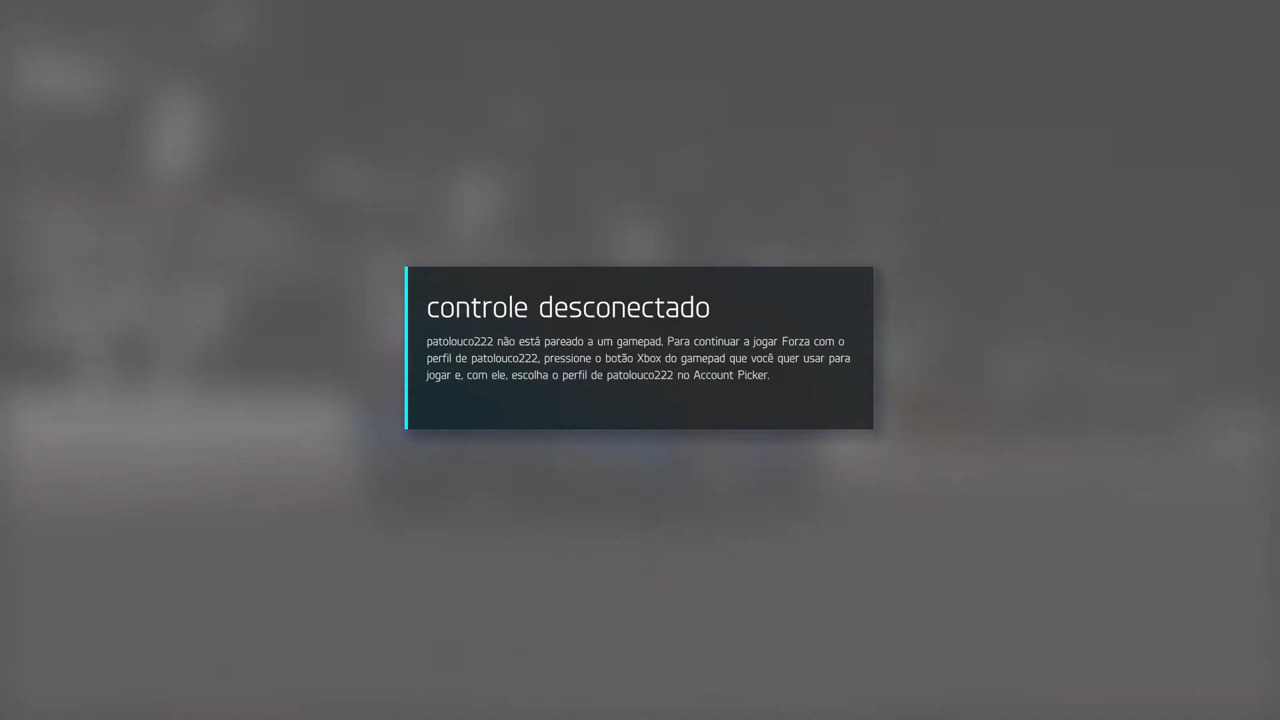 controle desconectado
patolouco222 não está pareado a um gamepad. Para continuar a jogar Forza com o
perfil de patolouco222, pressione o botão Xbox do gamepad que você quer usar para
jogar e, com ele, escolha o perfil de patolouco222 no Account Picker.